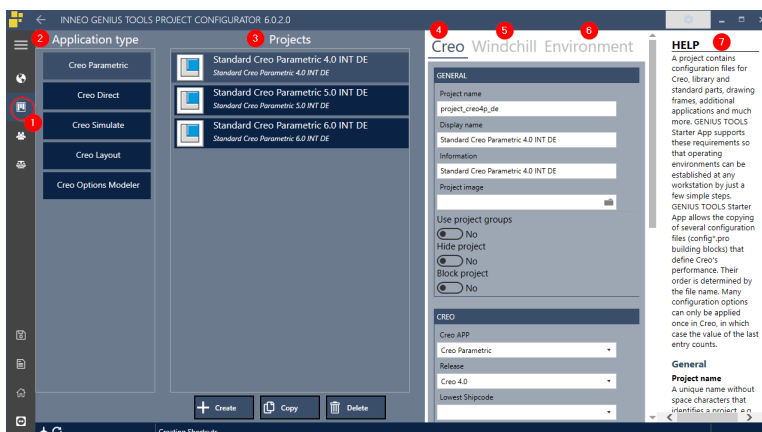 INNEO GENIUS TOOLS PROJECT CONFIGURATOR 6.0.2.0
1
2
Application type
Creo Parametric
Creo Direct
Creo Simulate
Creo Layout
Creo Options Modeler
3
Projects
Standard Creo Parametric 4.0 INT DE
Standard Creo Parametric 4.0 INT DE
Standard Creo Parametric 5.0 INT DE
Standard Creo Parametric 5.0 INT DE
Standard Creo Parametric 6.0 INT DE
Standard Creo Parametric 6.0 INT DE
Create Copy Delete
4 5 6
Creo Windchill Environment
GENERAL
Project name
project_creo4p_de
Display name
Standard Creo Parametric 4.0 INT DE
Information
Standard Creo Parametric 4.0 INT DE
Project image
Use project groups
No
Hide project
No
Block project
No
CREO
Creo APP
Creo Parametric
Release
Creo 4.0
Lowest Shipcode
HELP 7
A project contains
configuration files for
Creo, library and
standard parts, drawing
frames, additional
applications and much
more. GENIUS TOOLS
Starter App supports
these requirements so
that operating
environments can be
established at any
workstation by just a
few simple steps.
GENIUS TOOLS Starter
App allows the copying
of several configuration
files (config*.pro
building blocks) that
define Creo's
performance. Their
order is determined by
the file name. Many
configuration options
can only be applied
once in Creo, in which
case the value of the last
entry counts.
General
Project name
A unique name without
space characters that
identifies a project, e.g.
Creating Shortcuts